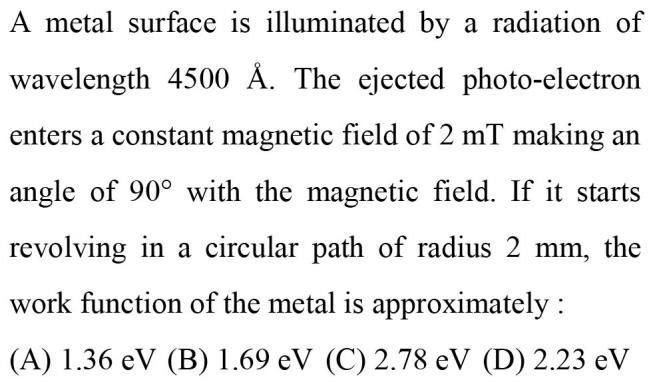 A metal surface is illuminated by a radiation of
wavelength 4500 Å. The ejected photo-electron
enters a constant magnetic field of 2 mT making an
angle of 90° with the magnetic field. If it starts
revolving in a circular path of radius 2 mm, the
work function of the metal is approximately :
(A) 1.36 eV (B) 1.69 eV (C) 2.78 eV (D) 2.23 eV